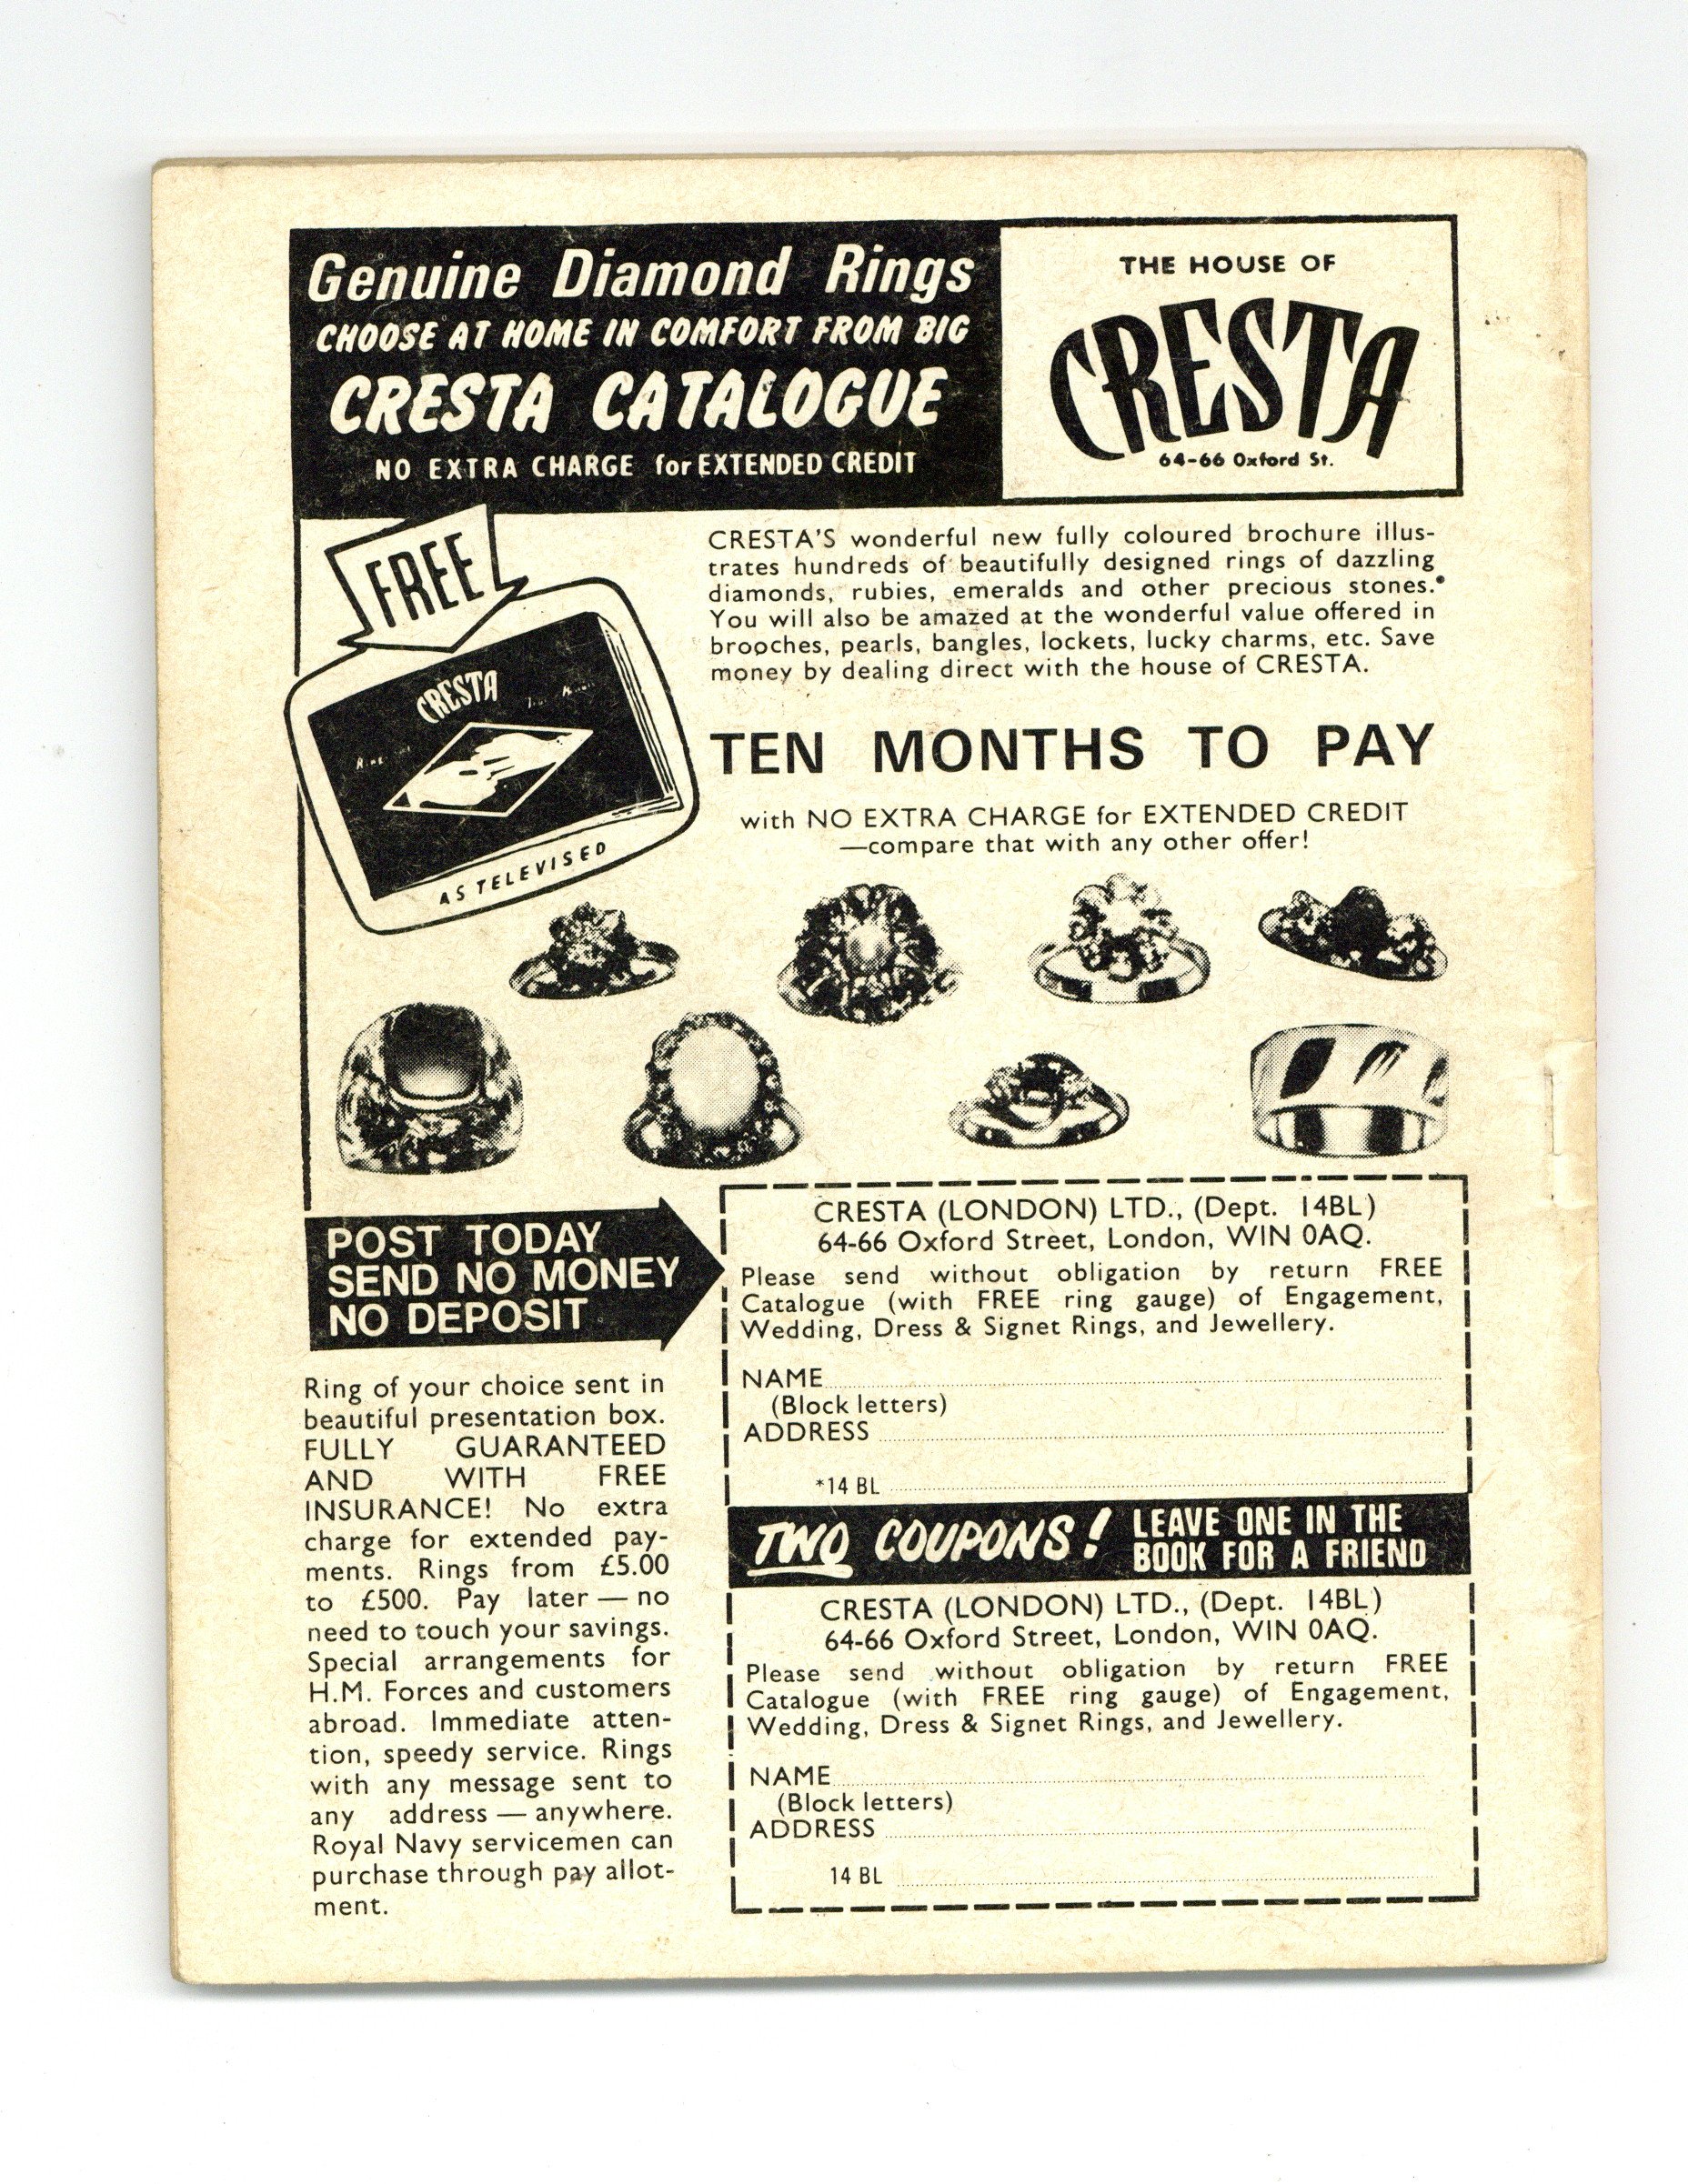 Genuine Diamond Rings
CHOOSE AT HOME IN COMFORT FROM BIG
CRESTA CATALOGUE
NO EXTRA CHARGE for EXTENDED CREDIT
THE HOUSE OF
CRESTA
64-66 Oxford St.
FREE
CRESTA
AS TELEVISED
CRESTA'S wonderful new fully coloured brochure illus-
trates hundreds of beautifully designed rings of dazzling
diamonds, rubies, emeralds and other precious stones.
You will also be amazed at the wonderful value offered in
brooches, pearls, bangles, lockets, lucky charms, etc. Save
money by dealing direct with the house of CRESTA.
TEN MONTHS TO PAY
with NO EXTRA CHARGE for EXTENDED CREDIT
—compare that with any other offer!
POST TODAY
SEND NO MONEY
NO DEPOSIT
Ring of your choice sent in
beautiful presentation box.
FULLY GUARANTEED
AND WITH FREE
INSURANCE! No extra
charge for extended pay-
ments. Rings from £5.00
to £500. Pay later — no
need to touch your savings.
Special arrangements for
H.M. Forces and customers
abroad. Immediate atten-
tion, speedy service. Rings
with any message sent to
any address — anywhere.
Royal Navy servicemen can
purchase through pay allot-
ment.
CRESTA (LONDON) LTD., (Dept. 14BL)
64-66 Oxford Street, London, WIN 0AQ.
Please send without obligation by return FREE
Catalogue (with FREE ring gauge) of Engagement,
Wedding, Dress & Signet Rings, and Jewellery.
NAME
(Block letters)
ADDRESS
*14 BL
TWO COUPONS! LEAVE ONE IN THE
BOOK FOR A FRIEND
CRESTA (LONDON) LTD., (Dept. 14BL)
64-66 Oxford Street, London, WIN 0AQ.
Please send without obligation by return FREE
Catalogue (with FREE ring gauge) of Engagement,
Wedding, Dress & Signet Rings, and Jewellery.
NAME
(Block letters)
ADDRESS
14 BL